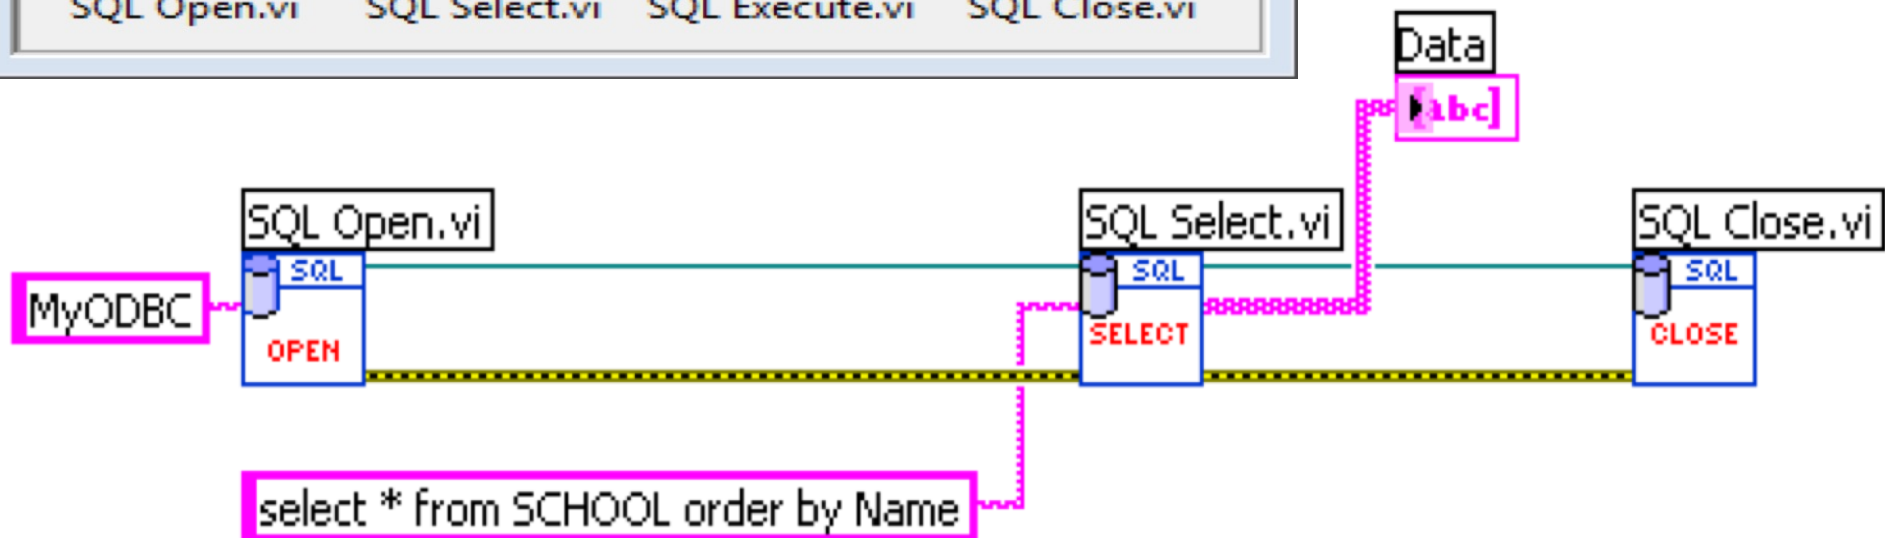 SQL Open.vi SQL Select.vi SQL Execute.vi SQL Close.vi
Data
[abc]
SQL Open.vi SQL Select.vi SQL Close.vi
SQL SQL SQL
MyODBC
OPEN SELECT CLOSE
select * from SCHOOL order by Name